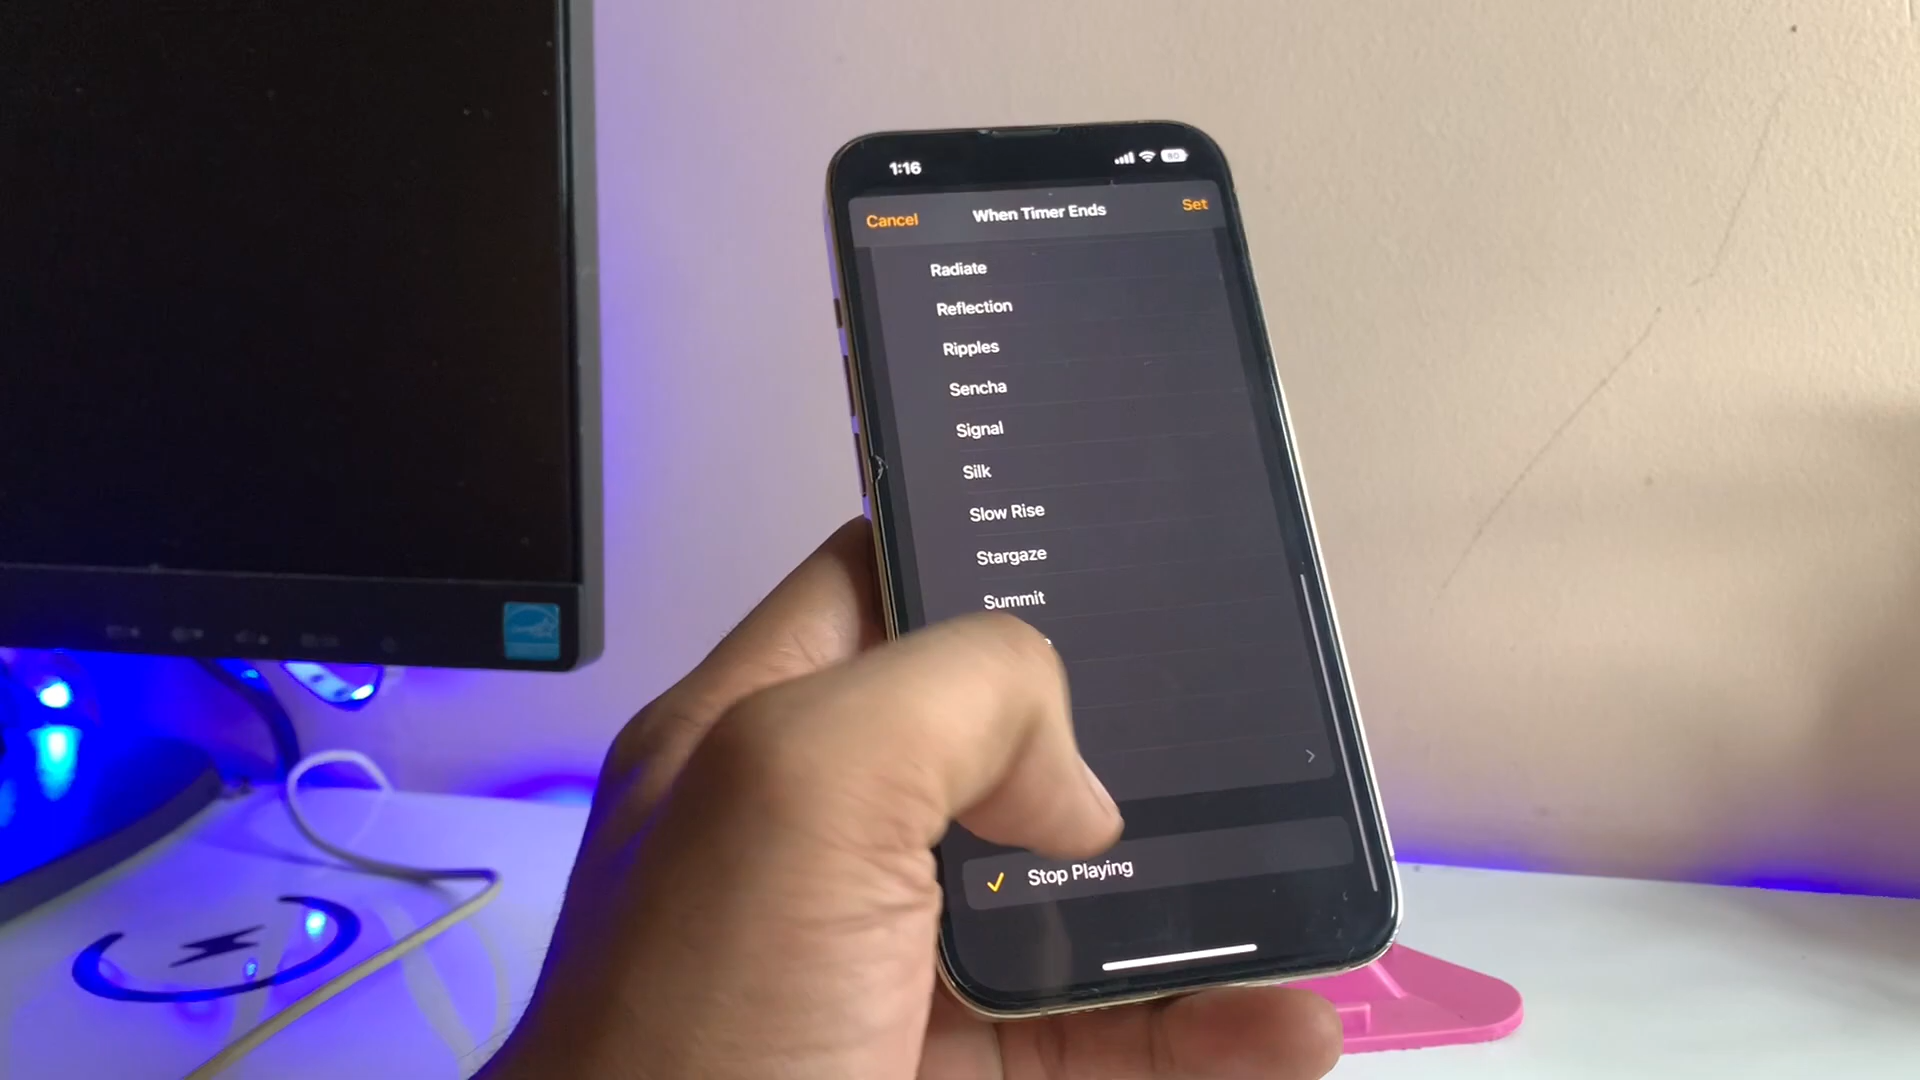 1:16
80
Cancel
When Timer Ends
Set
Radiate
Reflection
Ripples
Sencha
Signal
Silk
Slow Rise
Stargaze
Summit
Stop Playing